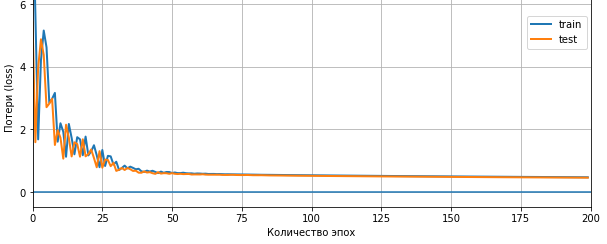 6
4
2
0
Потери (loss)
train
test
0 25 50 75 100 125 150 175 200
Количество эпох